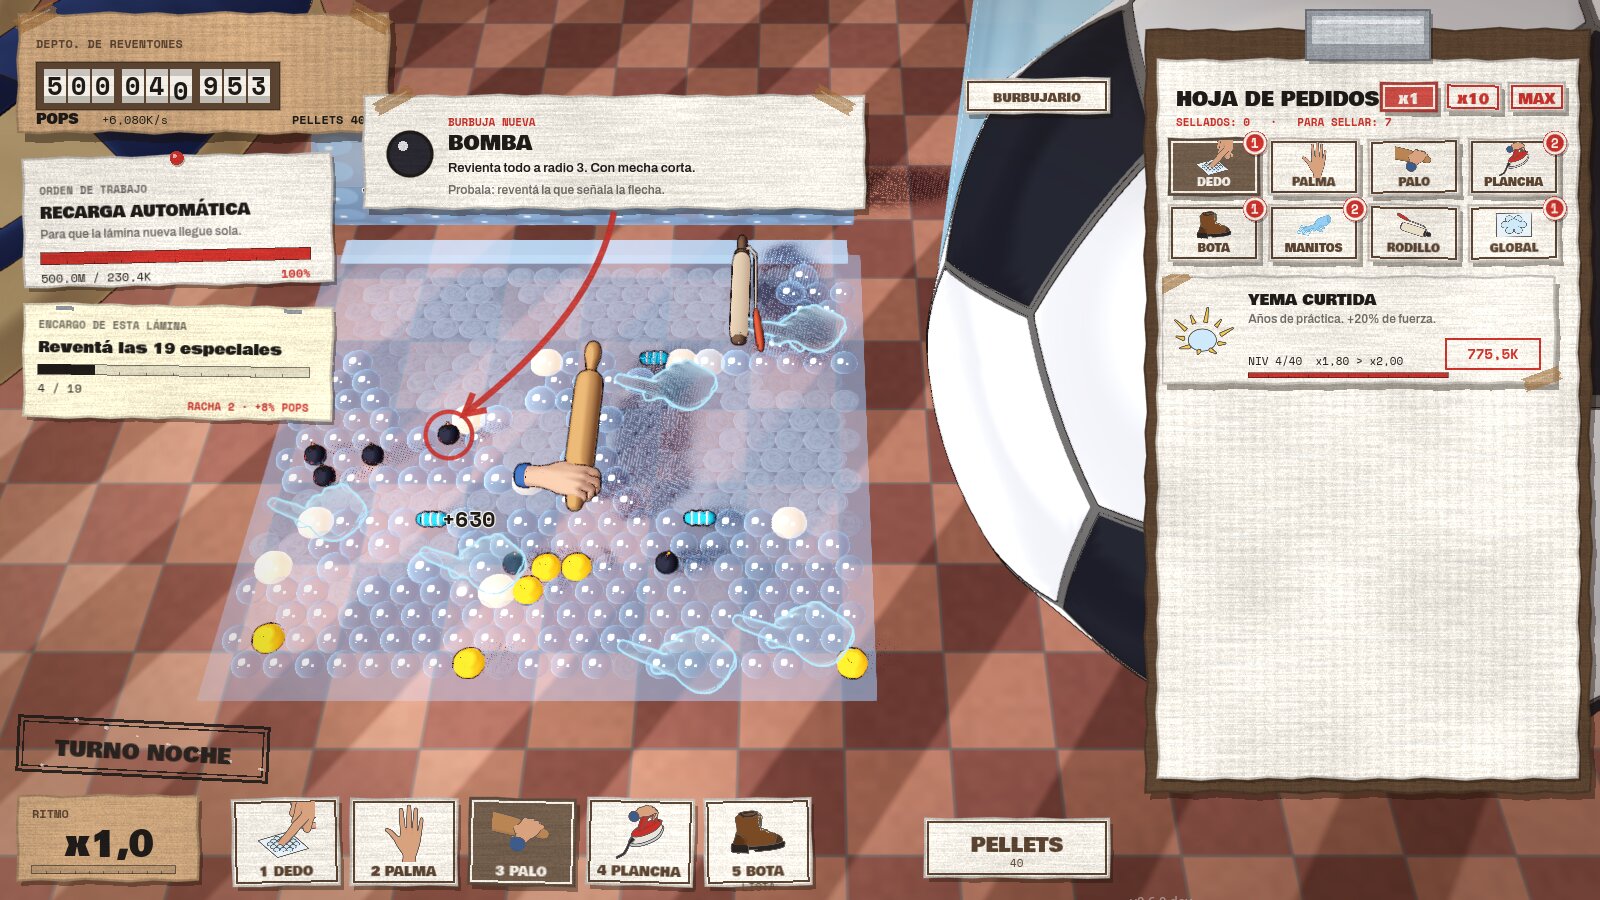 DEPTO. DE REVENTONES
500 040 953
POPS +6,080K/s PELLETS 40
BURBUJA NUEVA
BOMBA
Revienta todo a radio 3. Con mecha corta.
Probala: reventá la que señala la flecha.
ORDEN DE TRABAJO
RECARGA AUTOMÁTICA
Para que la lámina nueva llegue sola.
500.0M / 230.4K 100%
ENCARGO DE ESTA LÁMINA
Reventá las 19 especiales
4 / 19
RACHA 2 · +8% POPS
+630
BURBUJARIO
HOJA DE PEDIDOS x1 x10 MAX
SELLADOS: 0 · PARA SELLAR: 7
1 2
DEDO PALMA PALO PLANCHA
1 2 1
BOTA MANITOS RODILLO GLOBAL
YEMA CURTIDA
Años de práctica. +20% de fuerza.
NIV 4/40 x1,80 > x2,00
775,5K
TURNO NOCHE
RITMO
x1,0
1 DEDO 2 PALMA 3 PALO 4 PLANCHA 5 BOTA
PELLETS
40